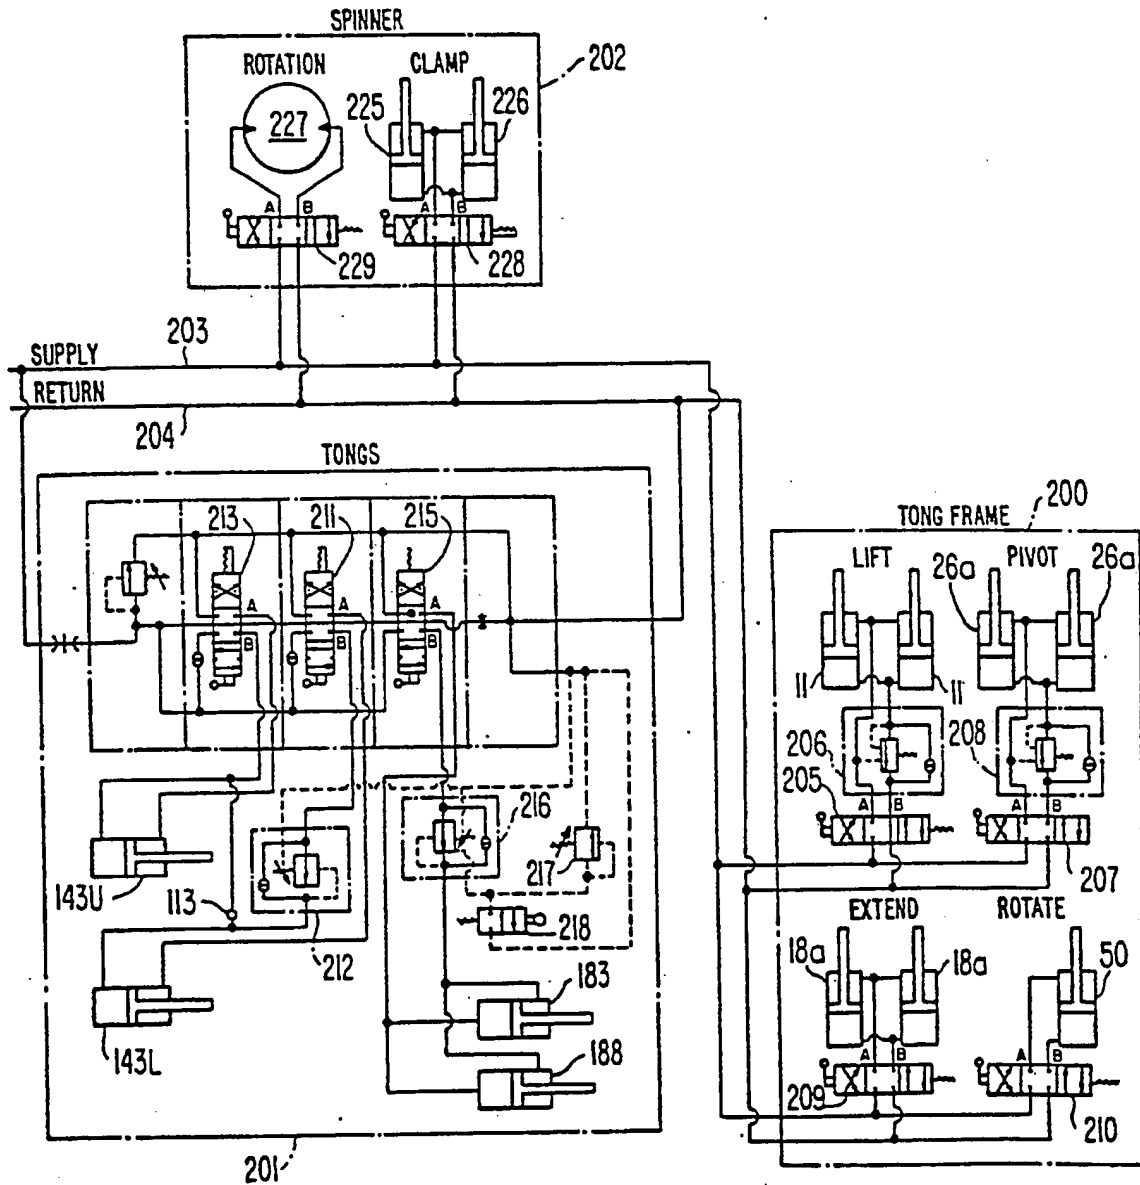 SPINNER
ROTATION CLAMP 202
225 226
227
A B A B
229 228
203
SUPPLY
RETURN
204
TONGS
200
213 211 215 TONG FRAME
LIFT PIVOT
26a 26a
A A A
B B B
11 11
206 208
216 205 A B A B
217
143U 207
113 EXTEND ROTATE
218
212 18a 18a 50
183
143L A B A B
188
209 210
201